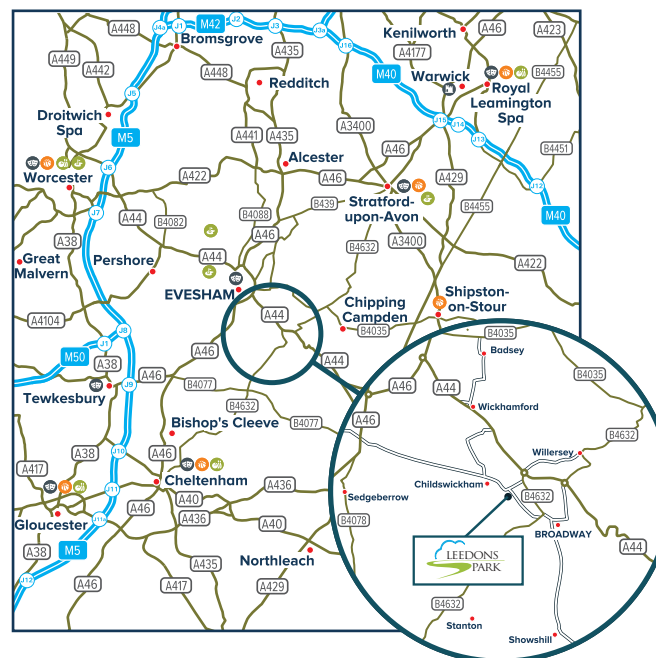 A448
J4a
J1
M42
J2
J3
J3a
Kenilworth
A46
A423
Bromsgrove
A435
J16
A4177
A449
A442
A448
Redditch
M40
Warwick
B4455
Royal
Leamington
Spa
J5
Droitwich
Spa
M5
A441
A435
A3400
J15
J14
J13
A46
B4451
J6
Alcester
A46
A429
Worcester
A422
J12
J7
A44
B4082
B4088
B439
Stratford-
upon-Avon
B4455
M40
A38
A46
B4632
A3400
Great
Malvern
Pershore
A44
A422
EVESHAM
A43
Shipston-
on-Stour
Chipping
Campden
A4104
J8
A44
B4035
M50
J1
A46
A44
B4035
A38
J9
A46
B4077
A46
A44
Badsey
B4035
Tewkesbury
B4632
A46
Wickhamford
Bishop's Cleeve
B4077
Willersey
B4632
A417
A38
J10
A46
Cheltenham
A436
Childswickham
B4632
Sedgeberrow
J11
A40
B4078
BROADWAY
Gloucester
J11a
A46
A436
A40
A44
A38
M5
Northleach
LEEDONS
PARK
J12
A46
A417
A435
A429
B4632
Stanton
Showshill